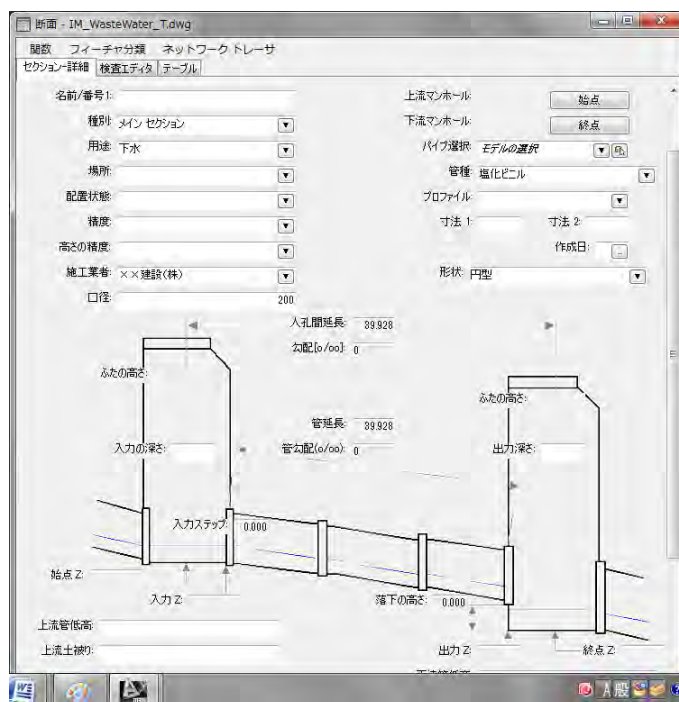 断面 - IM_WasteWater_T.dwg
関数 フィーチャ分類 ネットワーク トレーサ
セクション-詳細 検査エディタ テーブル
名前/番号1: 上流マンホール: 始点
種別: メイン セクション 下流マンホール: 終点
用途: 下水 パイプ選択: モデルの選択
場所: 管種: 塩化ビニル
配置状態: プロファイル:
精度: 寸法 1: 寸法 2:
高さの精度: 作成日:
施工業者: ××建設(株) 形状: 円型
口径: 200
人孔間延長: 39.928
勾配[o/oo]: 0
ふたの高さ:
ふたの高さ:
管延長: 39.928
入力の深さ: 管勾配(o/oo): 0 出力深さ:
入力ステップ: 0.000
始点 Z:
入力 Z: 落下の高さ: 0.000
上流管低高:
上流土被り: 出力 Z: 終点 Z:
A 般